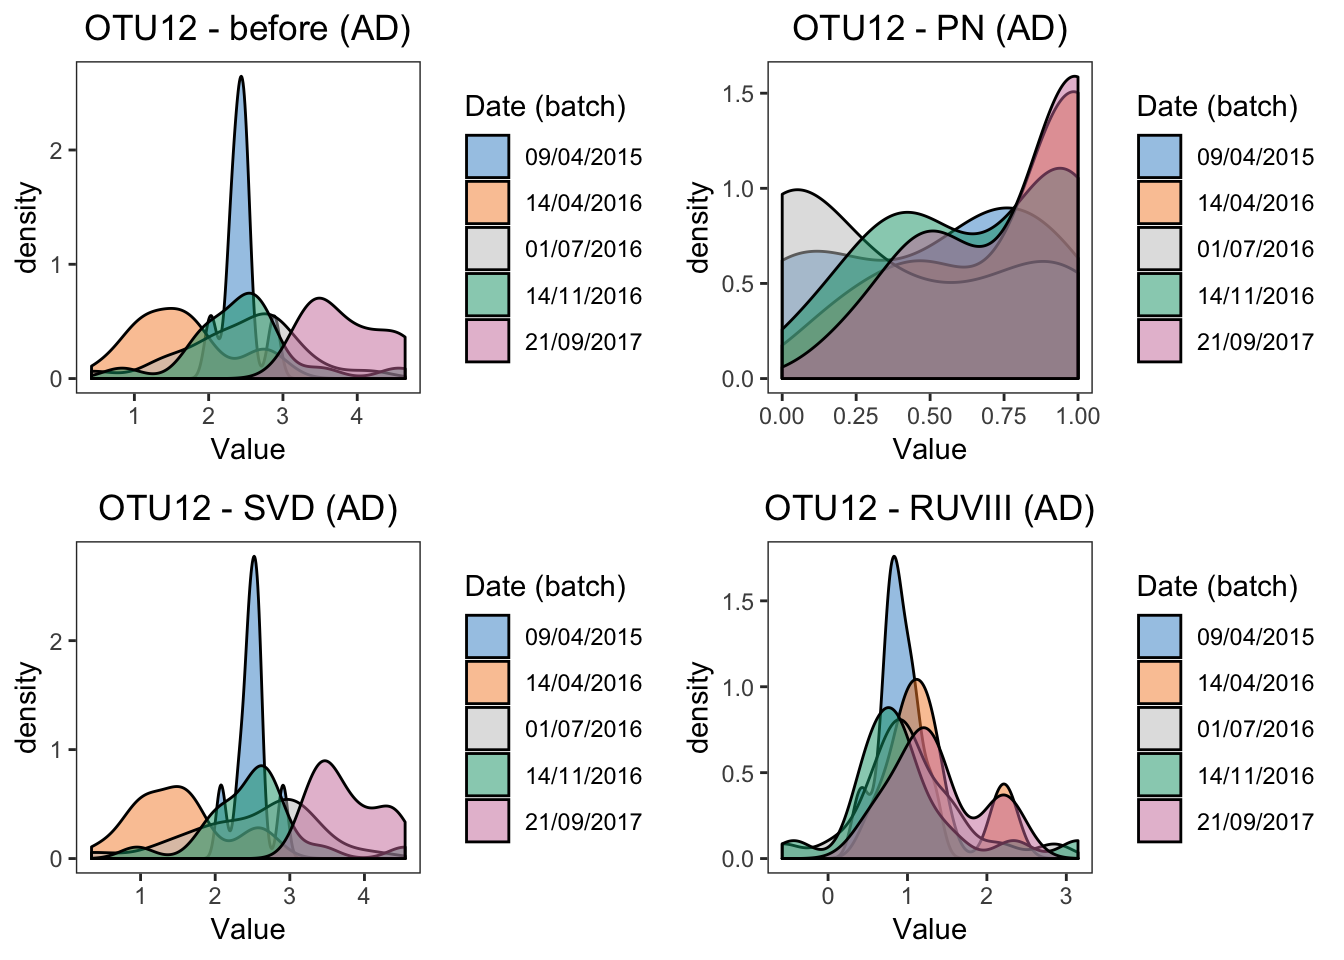 OTU12 - before (AD)
density
2
1
0
1 2 3 4
Value
Date (batch)
09/04/2015
14/04/2016
01/07/2016
14/11/2016
21/09/2017
OTU12 - PN (AD)
density
1.5
1.0
0.5
0.0
0.00 0.25 0.50 0.75 1.00
Value
Date (batch)
09/04/2015
14/04/2016
01/07/2016
14/11/2016
21/09/2017
OTU12 - SVD (AD)
density
2
1
0
1 2 3 4
Value
Date (batch)
09/04/2015
14/04/2016
01/07/2016
14/11/2016
21/09/2017
OTU12 - RUVIII (AD)
density
1.5
1.0
0.5
0.0
0 1 2 3
Value
Date (batch)
09/04/2015
14/04/2016
01/07/2016
14/11/2016
21/09/2017